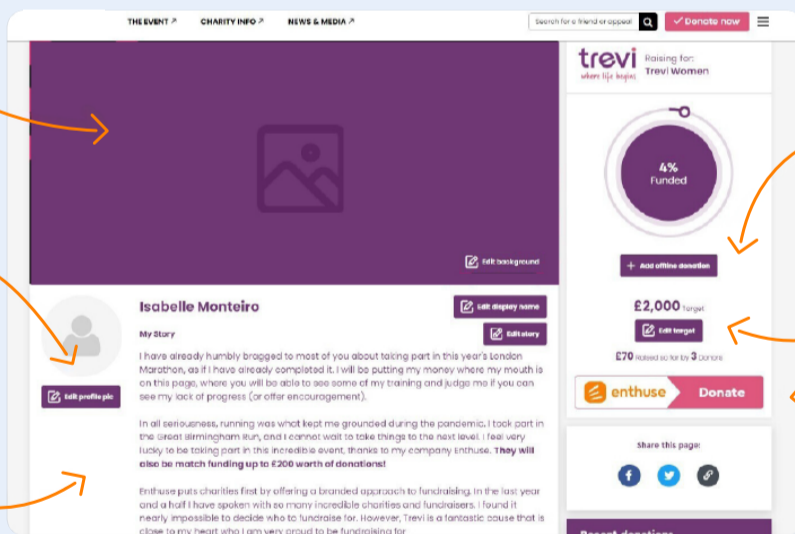 THE EVENT
CHARITY INFO
NEWS & MEDIA
Search for a friend or appeal
Donate now
trevi
where life begins
Raising for:
Trevi Women
4%
Funded
Edit background
Add offline donation
£2,000 Target
Edit target
£70 Raised so far by 3 Donors
enthuse
Donate
Share this page:
Recent donations
Isabelle Monteiro
Edit display name
My Story
Edit story
Edit profile pic
I have already humbly bragged to most of you about taking part in this year's London
Marathon, as if I have already completed it. I will be putting my money where my mouth is
on this page, where you will be able to see some of my training and judge me if you can
see my lack of progress (or offer encouragement).
In all seriousness, running was what kept me grounded during the pandemic. I took part in
the Great Birmingham Run, and I cannot wait to take things to the next level. I feel very
lucky to be taking part in this incredible event, thanks to my company Enthuse. They will
also be match funding up to £200 worth of donations!
Enthuse puts charities first by offering a branded approach to fundraising. In the last year
and a half I have spoken with so many incredible charities and fundraisers. I found it
nearly impossible to decide who to fundraise for. However, Trevi is a fantastic cause that is
close to my heart who I am very proud to be fundraising for